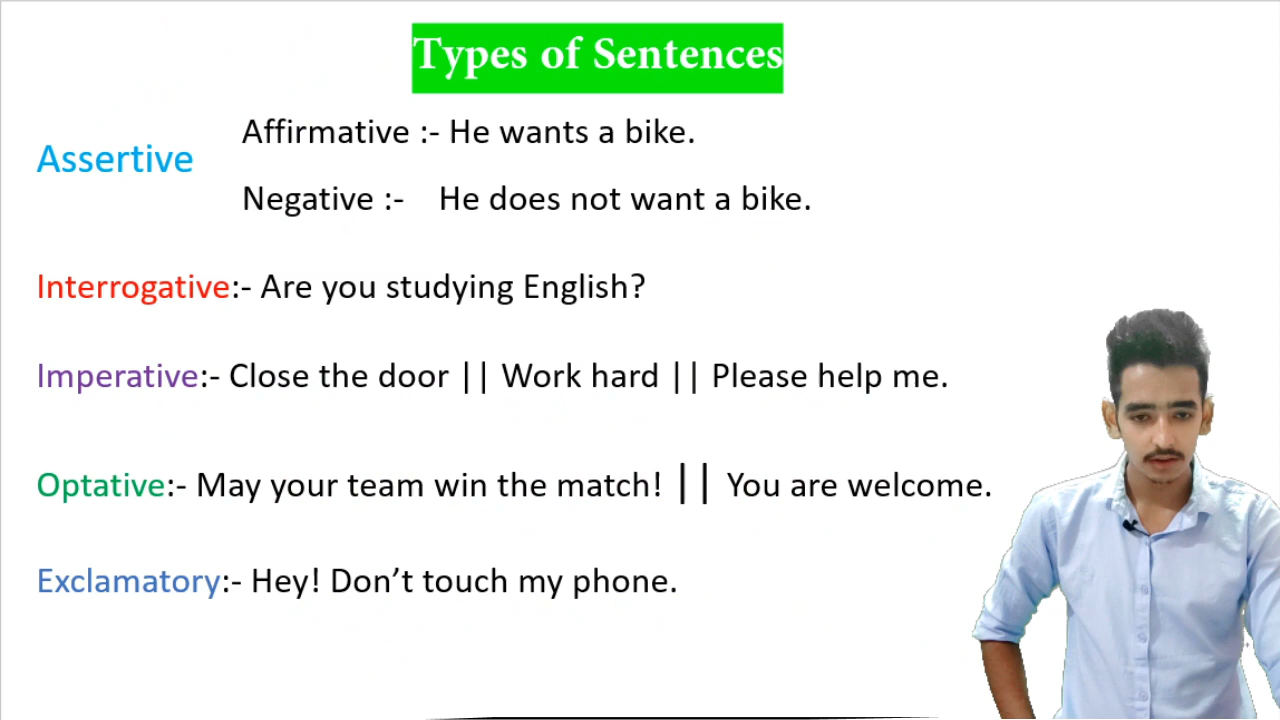 Types of Sentences
Affirmative :- He wants a bike.
Assertive
Negative :- He does not want a bike.
Interrogative:- Are you studying English?
Imperative:- Close the door || Work hard || Please help me.
Optative:- May your team win the match! || You are welcome.
Exclamatory:- Hey! Don’t touch my phone.